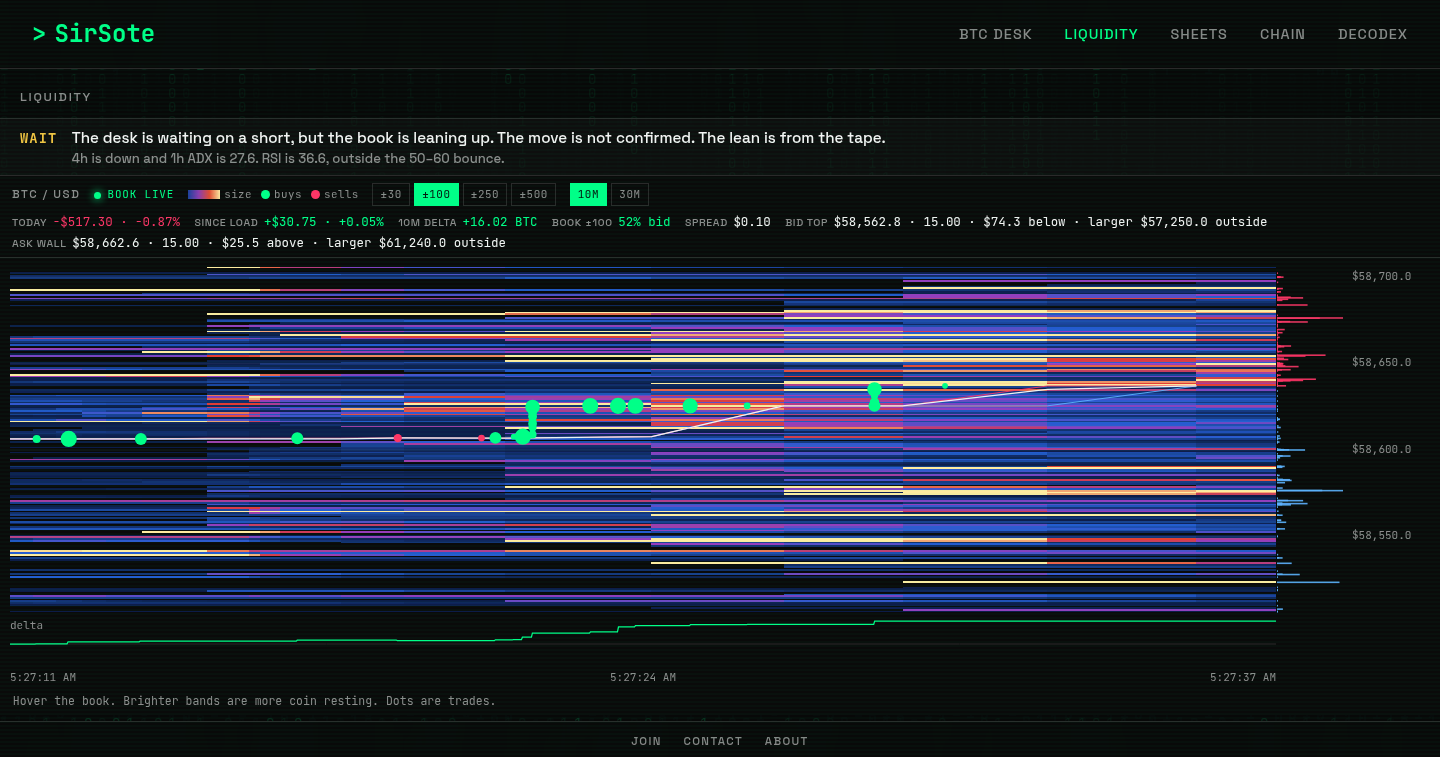 > SirSote
BTC DESK LIQUIDITY SHEETS CHAIN DECODEX
LIQUIDITY
WAIT The desk is waiting on a short, but the book is leaning up. The move is not confirmed. The lean is from the tape.
4h is down and 1h ADX is 27.6. RSI is 36.6, outside the 50–60 bounce.
BTC / USD BOOK LIVE size buys sells ±30 ±100 ±250 ±500 10M 30M
TODAY -$517.30 · -0.87% SINCE LOAD +$30.75 · +0.05% 10M DELTA +16.02 BTC BOOK ±100 52% bid SPREAD $0.10 BID TOP $58,562.8 · 15.00 · $74.3 below · larger $57,250.0 outside
ASK WALL $58,662.6 · 15.00 · $25.5 above · larger $61,240.0 outside
$58,700.0
$58,650.0
$58,600.0
$58,550.0
delta
5:27:11 AM 5:27:24 AM 5:27:37 AM
Hover the book. Brighter bands are more coin resting. Dots are trades.
JOIN CONTACT ABOUT